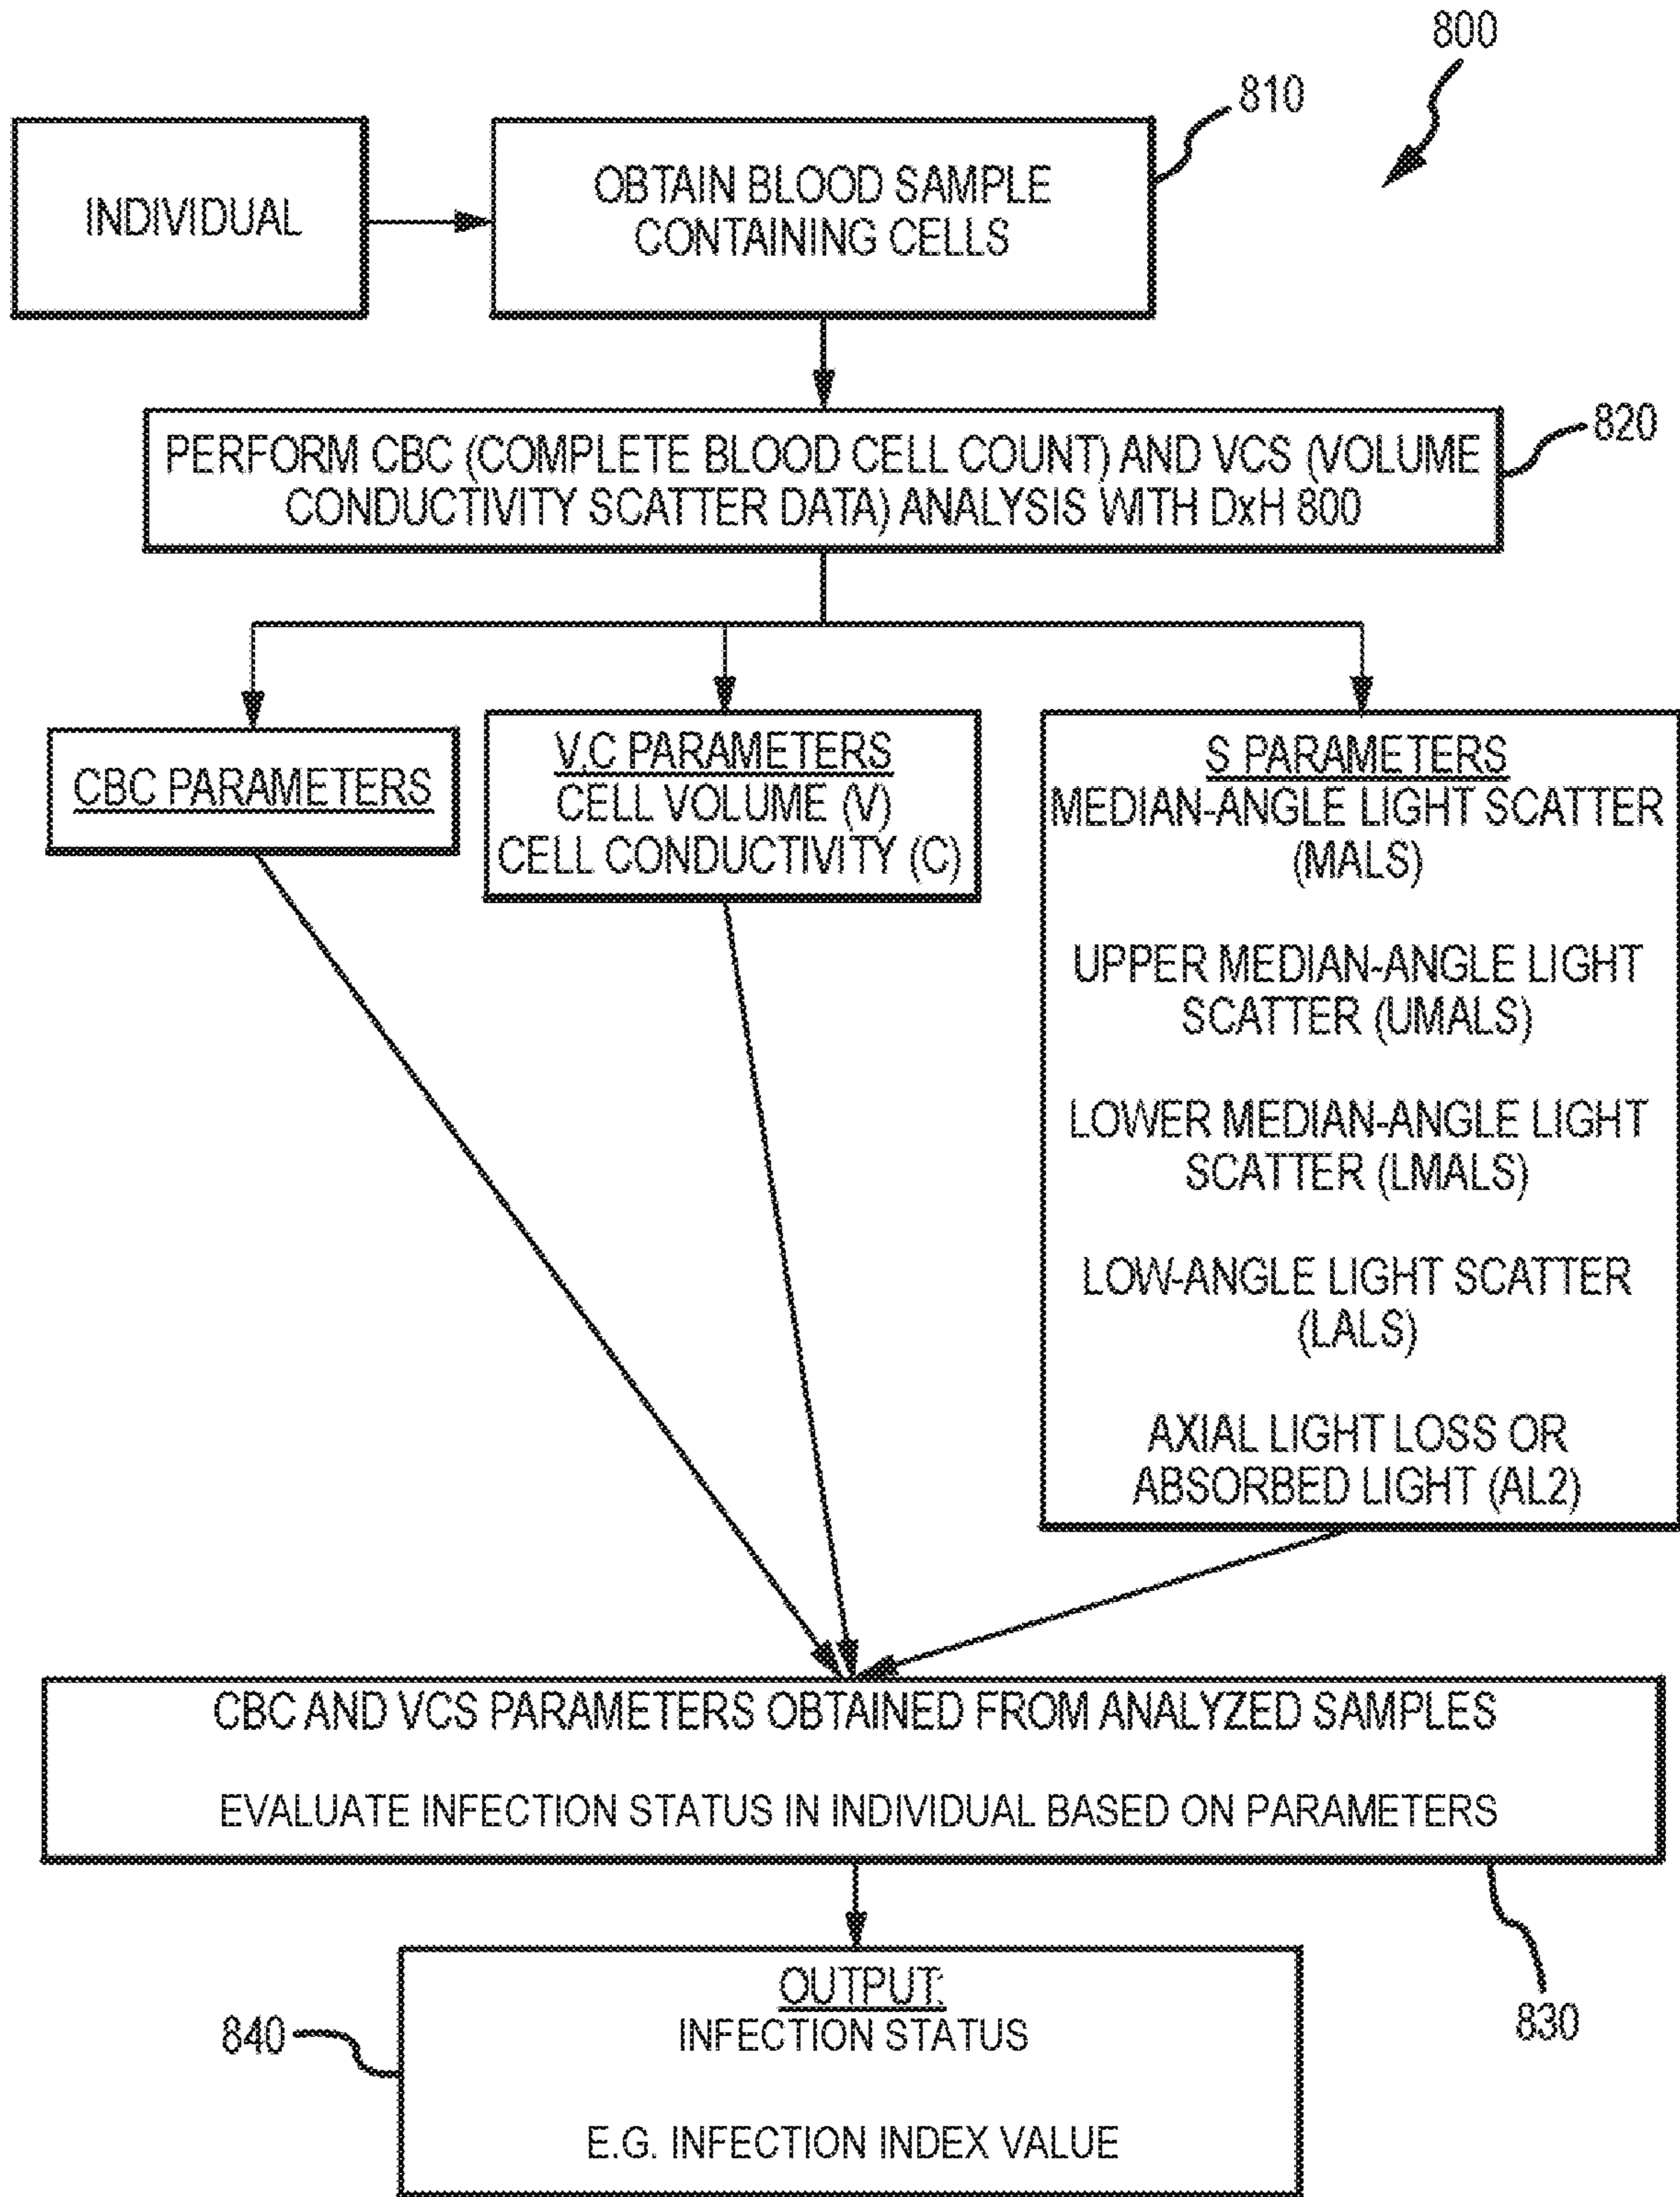 800
810
INDIVIDUAL
OBTAIN BLOOD SAMPLE
CONTAINING CELLS
820
PERFORM CBC (COMPLETE BLOOD CELL COUNT) AND VCS (VOLUME
CONDUCTIVITY SCATTER DATA) ANALYSIS WITH DxH 800
CBC PARAMETERS
V.C PARAMETERS
CELL VOLUME (V)
CELL CONDUCTIVITY (C)
S PARAMETERS
MEDIAN-ANGLE LIGHT SCATTER
(MALS)
UPPER MEDIAN-ANGLE LIGHT
SCATTER (UMALS)
LOWER MEDIAN-ANGLE LIGHT
SCATTER (LMALS)
LOW-ANGLE LIGHT SCATTER
(LALS)
AXIAL LIGHT LOSS OR
ABSORBED LIGHT (AL2)
CBC AND VCS PARAMETERS OBTAINED FROM ANALYZED SAMPLES
EVALUATE INFECTION STATUS IN INDIVIDUAL BASED ON PARAMETERS
830
840
OUTPUT:
INFECTION STATUS
E.G. INFECTION INDEX VALUE